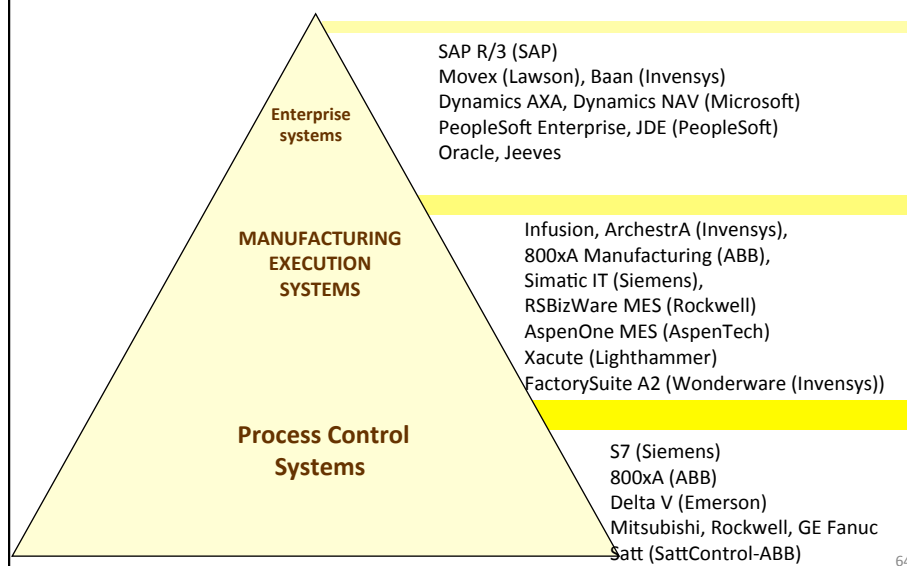 SAP R/3 (SAP)
Movex (Lawson), Baan (Invensys)
Dynamics AXA, Dynamics NAV (Microsoft)
PeopleSoft Enterprise, JDE (PeopleSoft)
Oracle, Jeeves
Enterprise
systems
Infusion, ArchestrA (Invensys),
800xA Manufacturing (ABB),
Simatic IT (Siemens),
RSBizWare MES (Rockwell)
AspenOne MES (AspenTech)
Xacute (Lighthammer)
FactorySuite A2 (Wonderware (Invensys))
MANUFACTURING
EXECUTION
SYSTEMS
Process Control
Systems
S7 (Siemens)
800xA (ABB)
Delta V (Emerson)
Mitsubishi, Rockwell, GE Fanuc
Satt (SattControl-ABB)
64